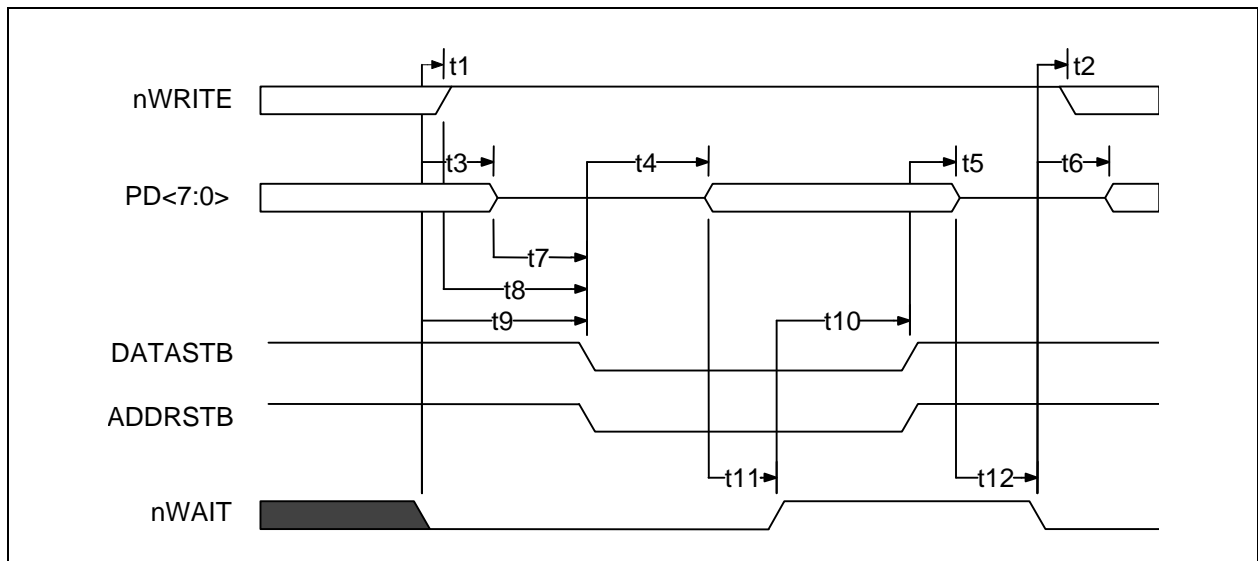 t1 t2
nWRITE
t3 t4 t5 t6
PD<7:0>
t7
t8
t9 t10
DATASTB
ADDRSTB
t11 t12
nWAIT